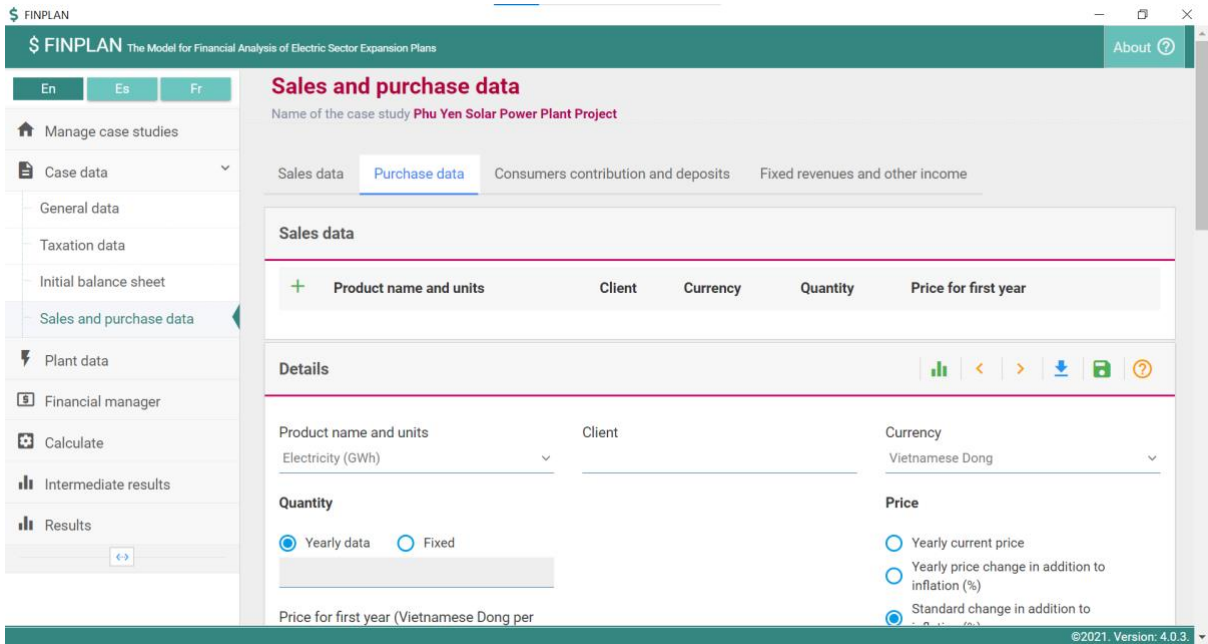 $ FINPLAN
$ FINPLAN The Model for Financial Analysis of Electric Sector Expansion Plans
About
En Es Fr
Manage case studies
Case data
General data
Taxation data
Initial balance sheet
Sales and purchase data
Plant data
Financial manager
Calculate
Intermediate results
Results
Sales and purchase data
Name of the case study Phu Yen Solar Power Plant Project
Sales data Purchase data Consumers contribution and deposits Fixed revenues and other income
Sales data
Product name and units Client Currency Quantity Price for first year
Details
Product name and units Client Currency
Electricity (GWh) Vietnamese Dong
Quantity Price
Yearly data Fixed
Yearly current price
Yearly price change in addition to
inflation (%)
Standard change in addition to
Price for first year (Vietnamese Dong per
©2021. Version: 4.0.3.